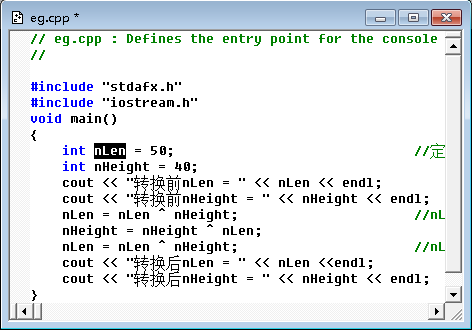 eg.cpp *
// eg.cpp : Defines the entry point for the console
//
#include "stdafx.h"
#include "iostream.h"
void main()
{
int nLen = 50; //定
int nHeight = 40;
cout << "转换前nLen = " << nLen << endl;
cout << "转换前nHeight = " << nHeight << endl;
nLen = nLen ^ nHeight; //nL
nHeight = nHeight ^ nLen;
nLen = nLen ^ nHeight; //nL
cout << "转换后nLen = " << nLen <<endl;
cout << "转换后nHeight = " << nHeight << endl;
}